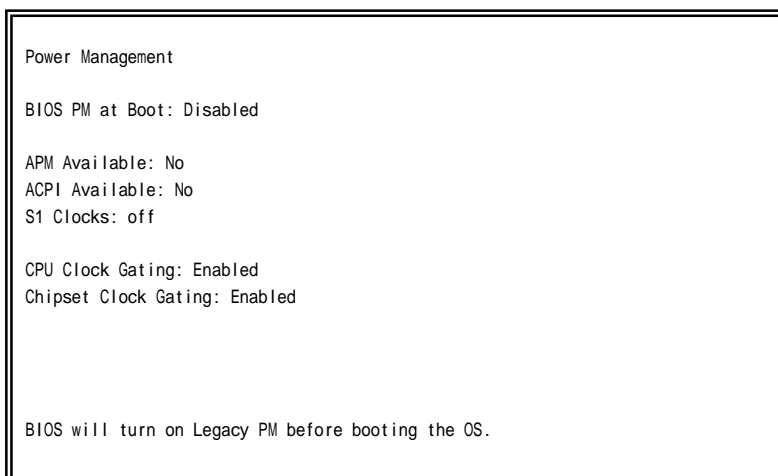 Power Management
BIOS PM at Boot: Disabled
APM Available: No
ACPI Available: No
S1 Clocks: off
CPU Clock Gating: Enabled
Chipset Clock Gating: Enabled
BIOS will turn on Legacy PM before booting the OS.